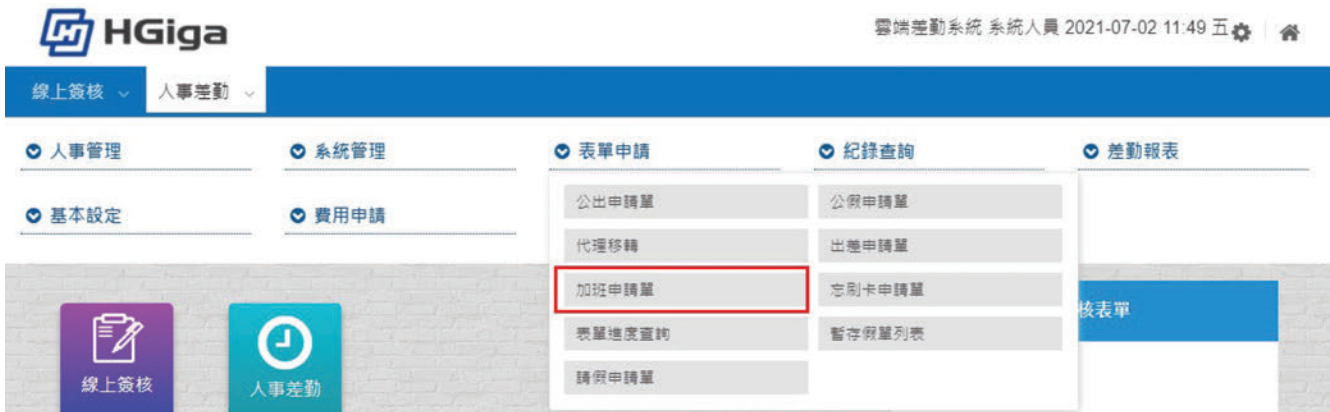 HGiga
雲端差勤系統 系統人員 2021-07-02 11:49 五
線上簽核 人事差勤
人事管理 系統管理 表單申請 紀錄查詢 差勤報表
基本設定 費用申請
公出申請單 公假申請單
代理移轉 出差申請單
加班申請單 忘刷卡申請單
表單進度查詢 暫存假單列表
請假申請單
核表單
線上簽核 人事差勤